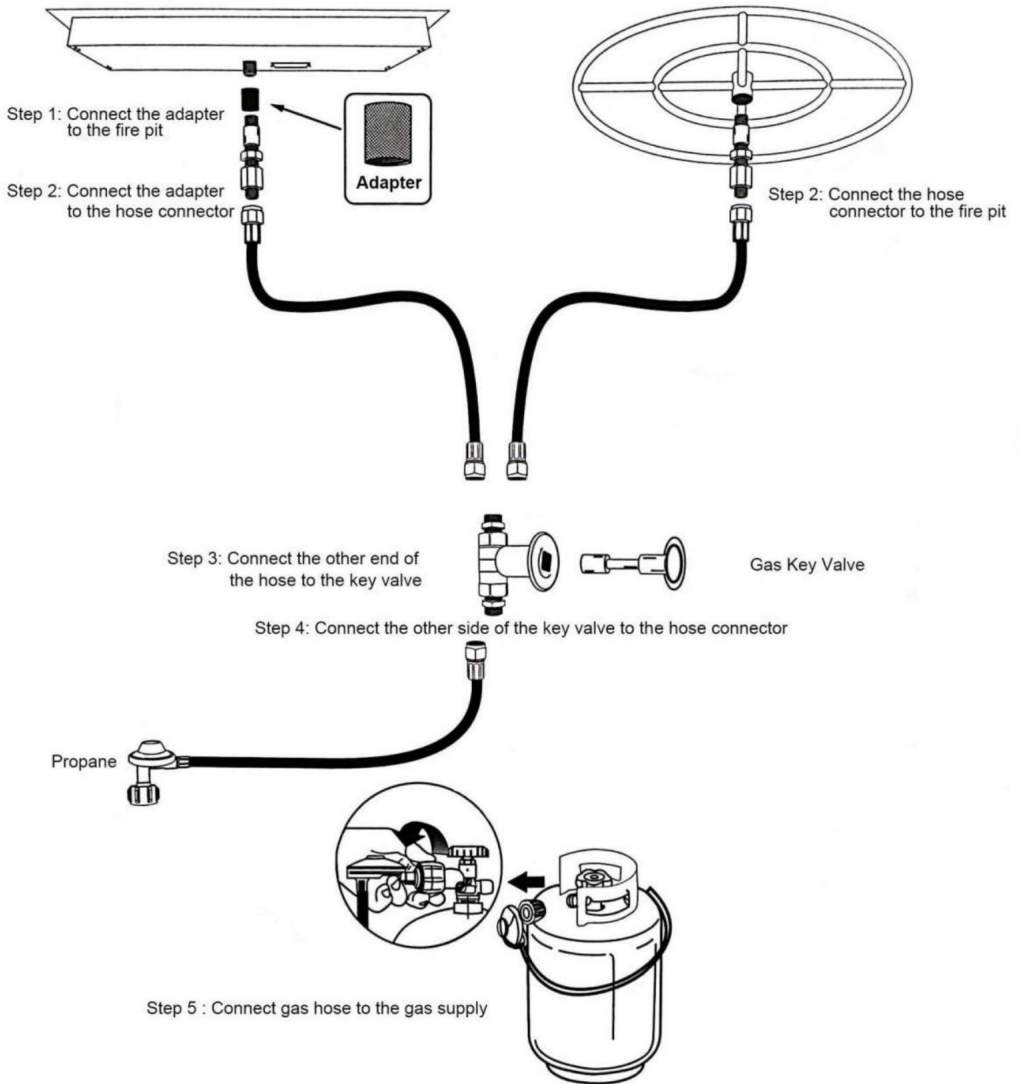 Step 1: Connect the adapter
to the fire pit
Adapter
Step 2: Connect the adapter
to the hose connector
Step 2: Connect the hose
connector to the fire pit
Step 3: Connect the other end of
the hose to the key valve
Gas Key Valve
Step 4: Connect the other side of the key valve to the hose connector
Propane
Step 5 : Connect gas hose to the gas supply